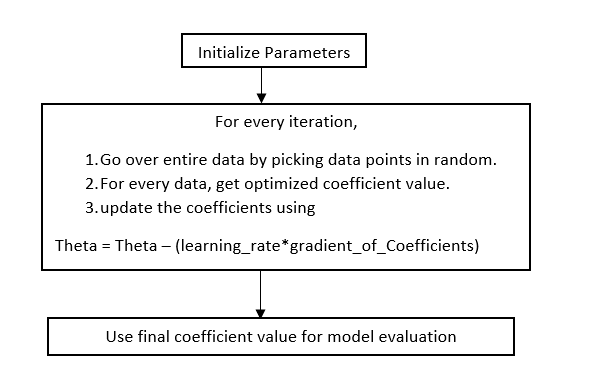 Initialize Parameters
For every iteration,
1.Go over entire data by picking data points in random.
2.For every data, get optimized coefficient value.
3.update the coefficients using
Theta = Theta – (learning_rate*gradient_of_Coefficients)
Use final coefficient value for model evaluation